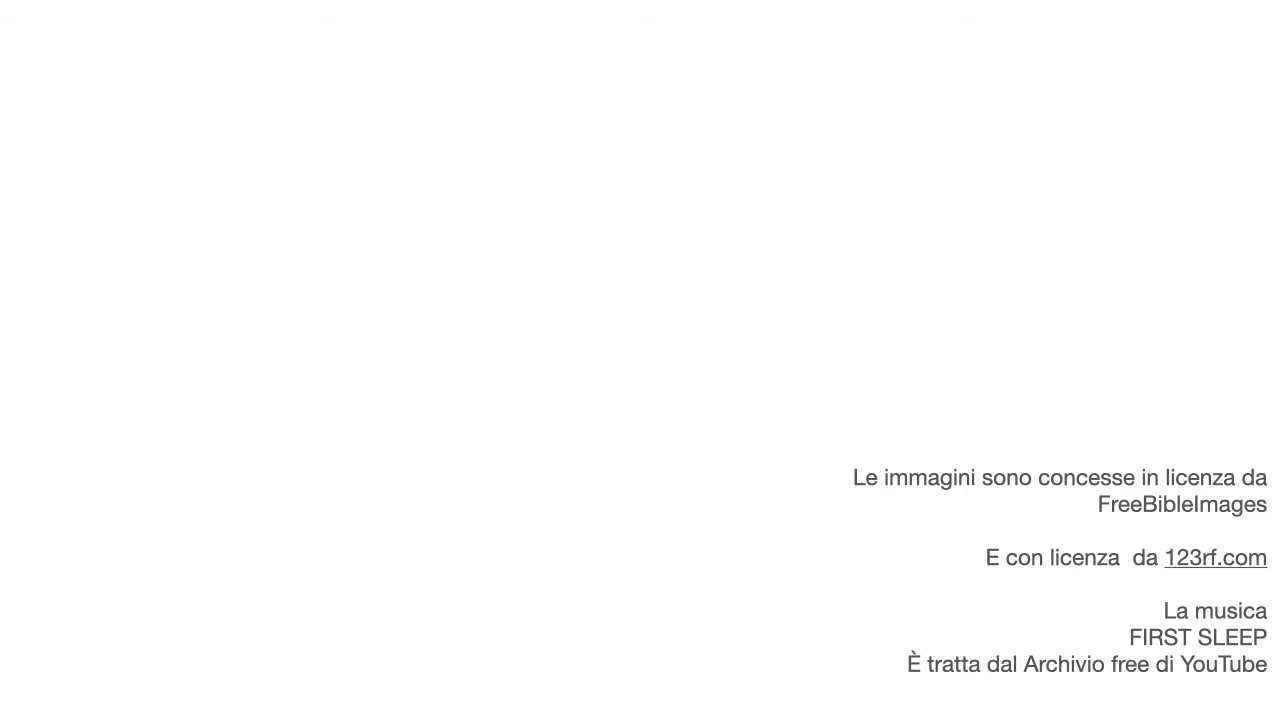 Le immagini sono concesse in licenza da
FreeBibleImages
E con licenza  da 123rf.com
La musica
FIRST SLEEP
È tratta dal Archivio free di YouTube